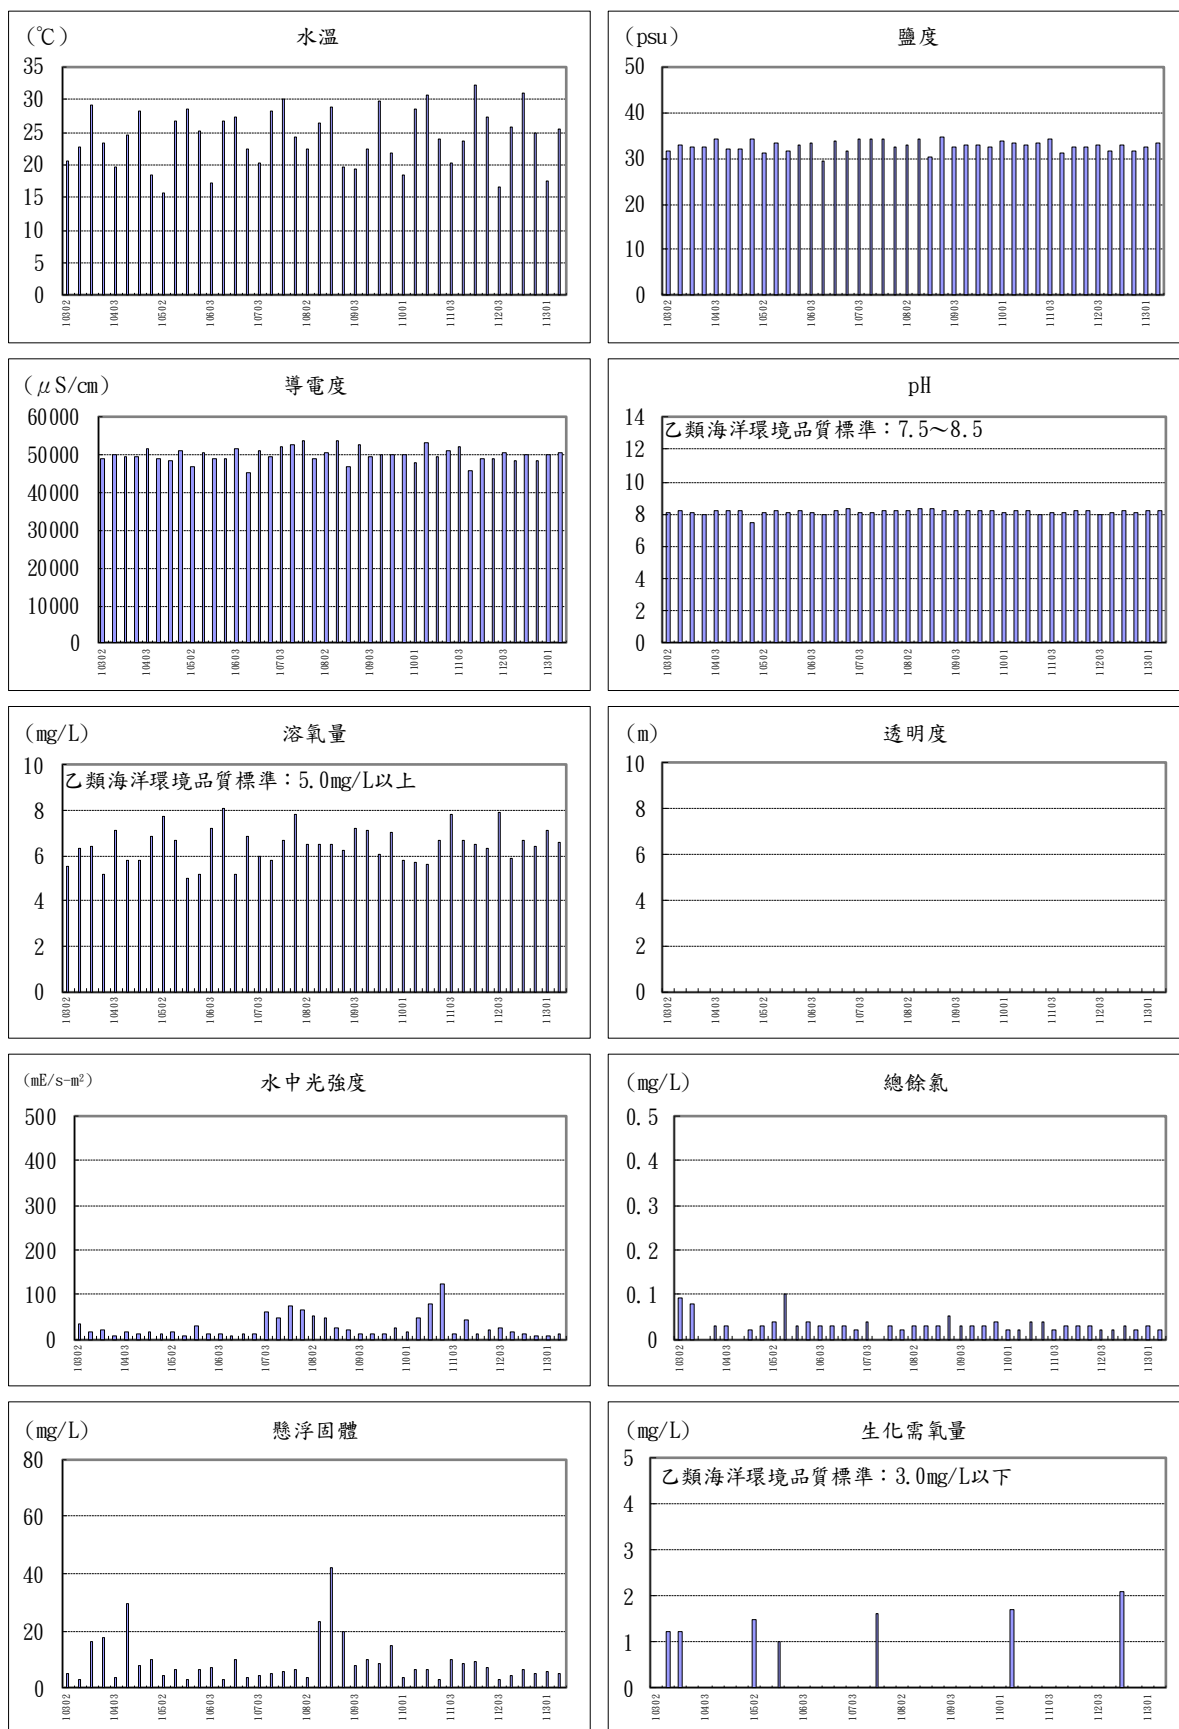 (℃) 水溫
35
30
25
20
15
10
5
0
10302 10403 10502 10603 10703 10802 10903 11001 11103 11203 11301
(psu) 鹽度
50
40
30
20
10
0
10302 10403 10502 10603 10703 10802 10903 11001 11103 11203 11301
(μS/cm) 導電度
60000
50000
40000
30000
20000
10000
0
10302 10403 10502 10603 10703 10802 10903 11001 11103 11203 11301
pH
乙類海洋環境品質標準：7.5～8.5
14
12
10
8
6
4
2
0
10302 10403 10502 10603 10703 10802 10903 11001 11103 11203 11301
(mg/L) 溶氧量
乙類海洋環境品質標準：5.0mg/L以上
10
8
6
4
2
0
10302 10403 10502 10603 10703 10802 10903 11001 11103 11203 11301
(m) 透明度
10
8
6
4
2
0
10302 10403 10502 10603 10703 10802 10903 11001 11103 11203 11301
(mE/s-m²) 水中光強度
500
400
300
200
100
0
10302 10403 10502 10603 10703 10802 10903 11001 11103 11203 11301
(mg/L) 總餘氯
0.5
0.4
0.3
0.2
0.1
0
10302 10403 10502 10603 10703 10802 10903 11001 11103 11203 11301
(mg/L) 懸浮固體
80
60
40
20
0
10302 10403 10502 10603 10703 10802 10903 11001 11103 11203 11301
(mg/L) 生化需氧量
乙類海洋環境品質標準：3.0mg/L以下
5
4
3
2
1
0
10302 10403 10502 10603 10703 10802 10903 11001 11103 11203 11301